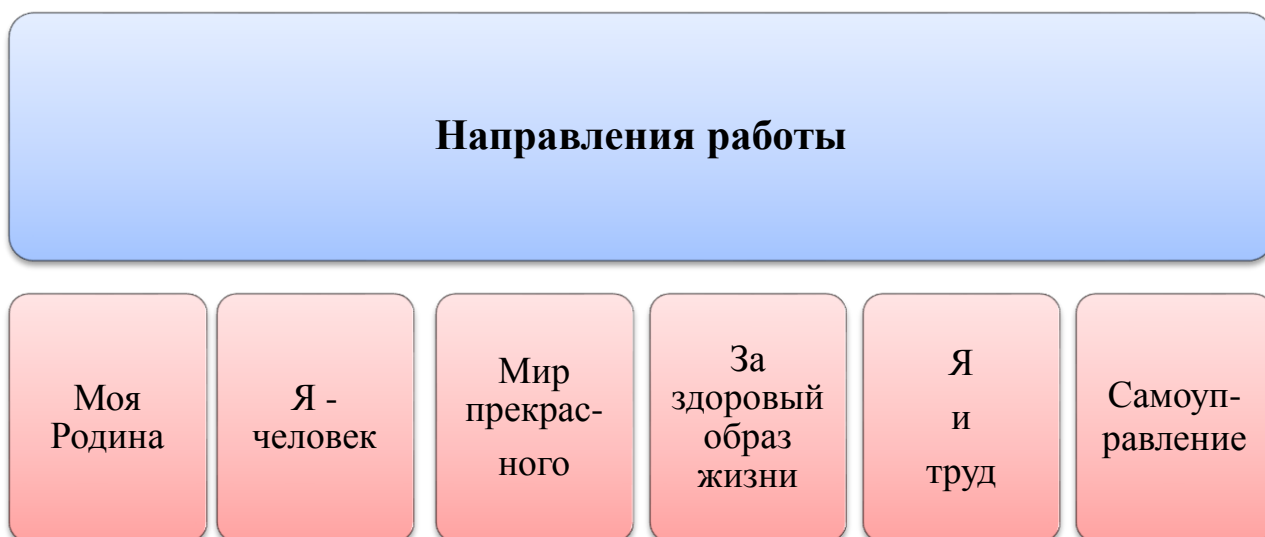 Направления работы
Моя
Родина
Я -
человек
Мир
прекрас-
ного
За
здоровый
образ
жизни
Я
и
труд
Самоуп-
равление